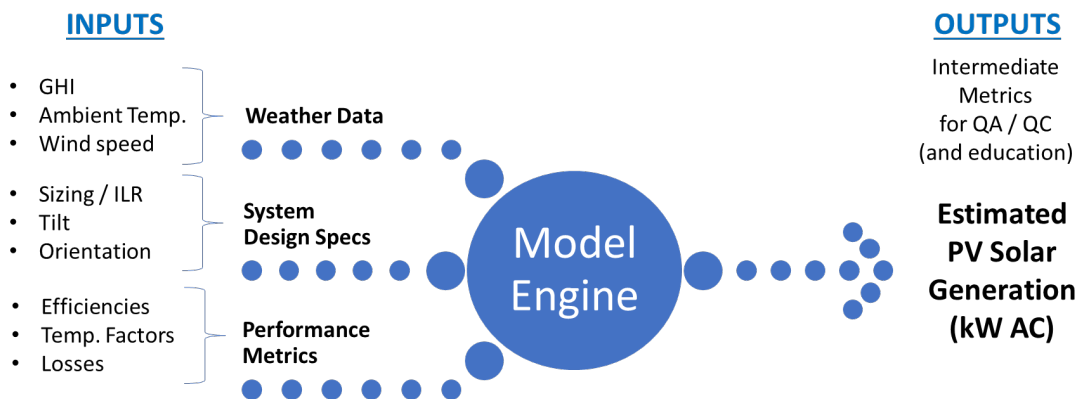 INPUTS
• GHI
• Ambient Temp.
• Wind speed
Weather Data
• Sizing / ILR
• Tilt
• Orientation
System
Design Specs
• Efficiencies
• Temp. Factors
• Losses
Performance
Metrics
Model
Engine
OUTPUTS
Intermediate
Metrics
for QA / QC
(and education)
Estimated
PV Solar
Generation
(kW AC)